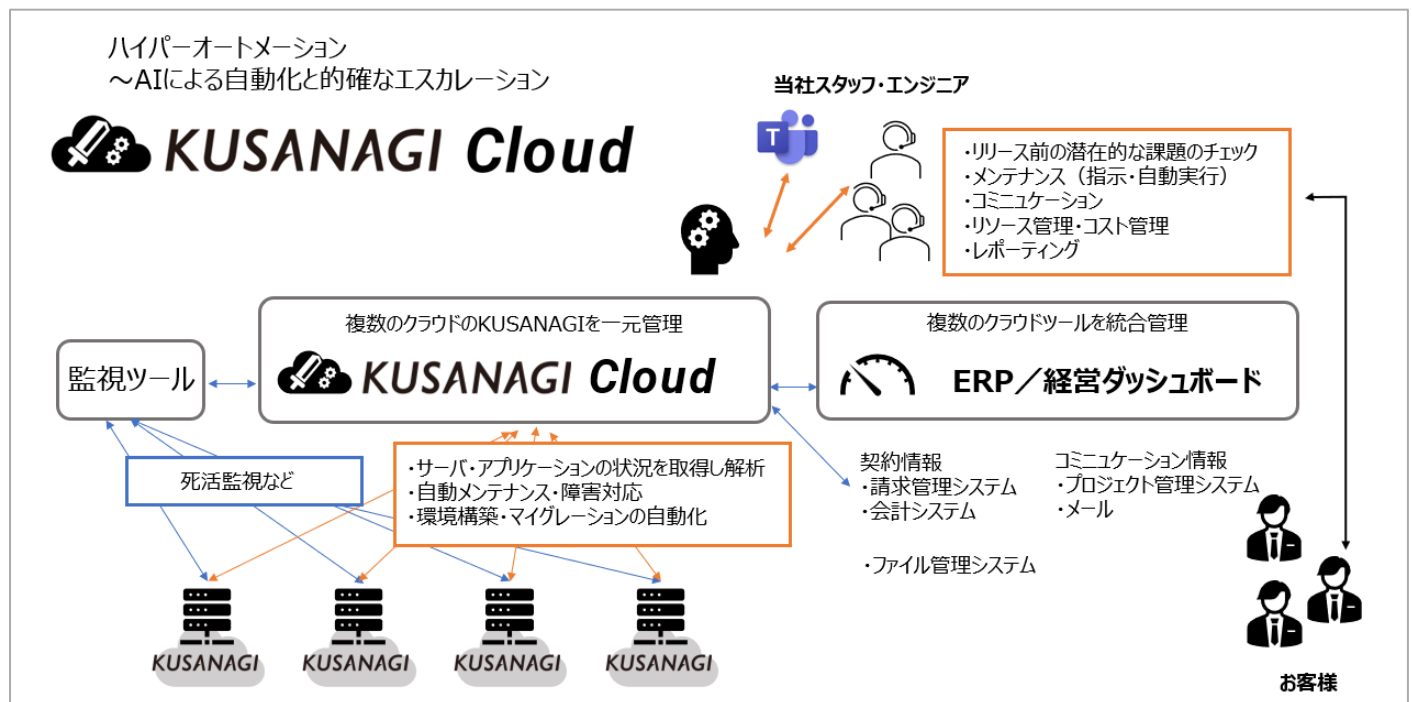 ハイパーオートメーション
～AIによる自動化と的確なエスカレーション
KUSANAGI Cloud
当社スタッフ・エンジニア
T
・リリース前の潜在的な課題のチェック
・メンテナンス（指示・自動実行）
・コミニュケーション
・リソース管理・コスト管理
・レポーティング
複数のクラウドのKUSANAGIを一元管理
KUSANAGI Cloud
複数のクラウドツールを統合管理
ERP／経営ダッシュボード
監視ツール
死活監視など
・サーバ・アプリケーションの状況を取得し解析
・自動メンテナンス・障害対応
・環境構築・マイグレーションの自動化
契約情報
・請求管理システム
・会計システム
・ファイル管理システム
コミニュケーション情報
・プロジェクト管理システム
・メール
KUSANAGI
KUSANAGI
KUSANAGI
KUSANAGI
お客様